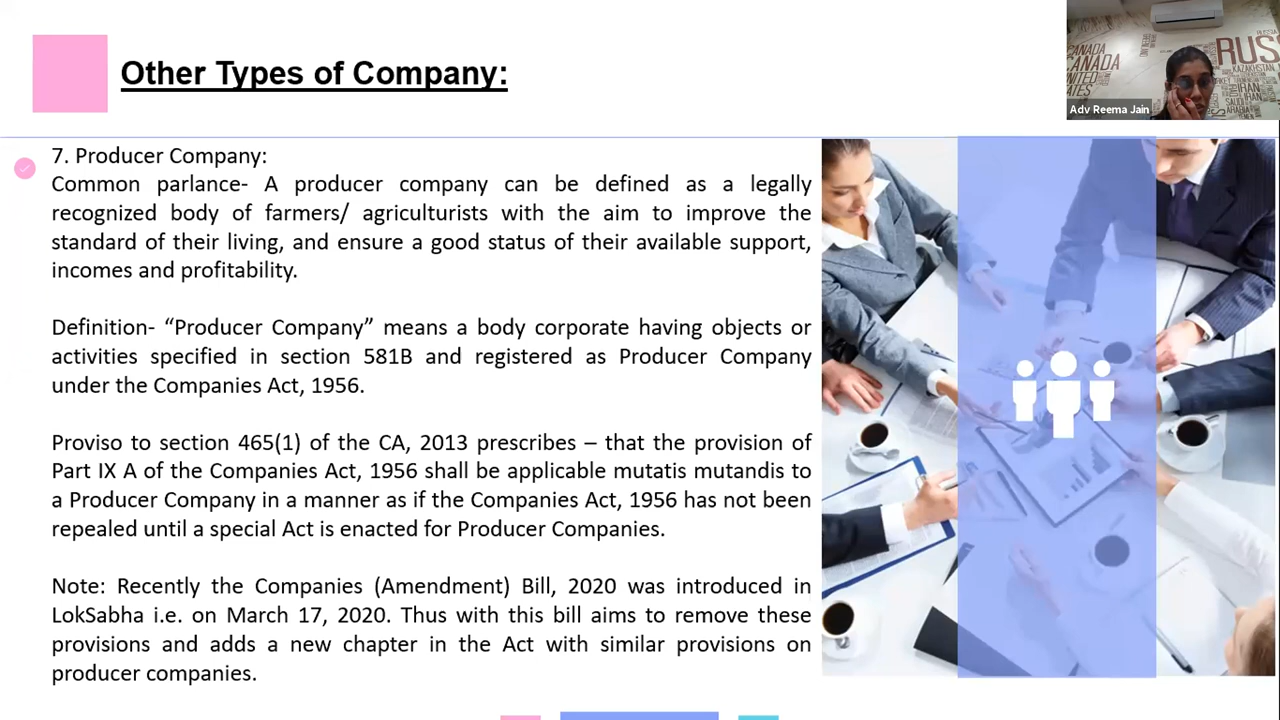 Other Types of Company:
CANADA
CANADA
UNITED
RUS
KAZAKHSTAN
IRAN
Adv Reema Jain
7. Producer Company:
Common parlance- A producer company can be defined as a legally
recognized body of farmers/ agriculturists with the aim to improve the
standard of their living, and ensure a good status of their available support,
incomes and profitability.
Definition- “Producer Company” means a body corporate having objects or
activities specified in section 581B and registered as Producer Company
under the Companies Act, 1956.
Proviso to section 465(1) of the CA, 2013 prescribes – that the provision of
Part IX A of the Companies Act, 1956 shall be applicable mutatis mutandis to
a Producer Company in a manner as if the Companies Act, 1956 has not been
repealed until a special Act is enacted for Producer Companies.
Note: Recently the Companies (Amendment) Bill, 2020 was introduced in
LokSabha i.e. on March 17, 2020. Thus with this bill aims to remove these
provisions and adds a new chapter in the Act with similar provisions on
producer companies.